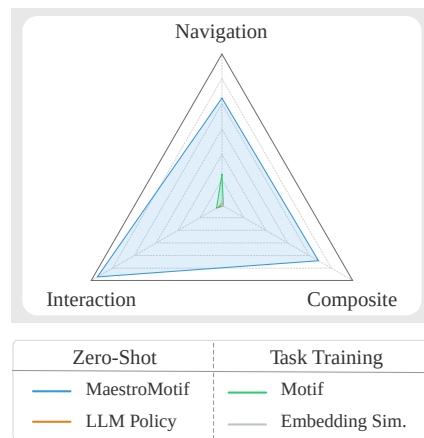 Navigation
Interaction
Composite
Zero-Shot
Task Training
MaestroMotif
Motif
LLM Policy
Embedding Sim.